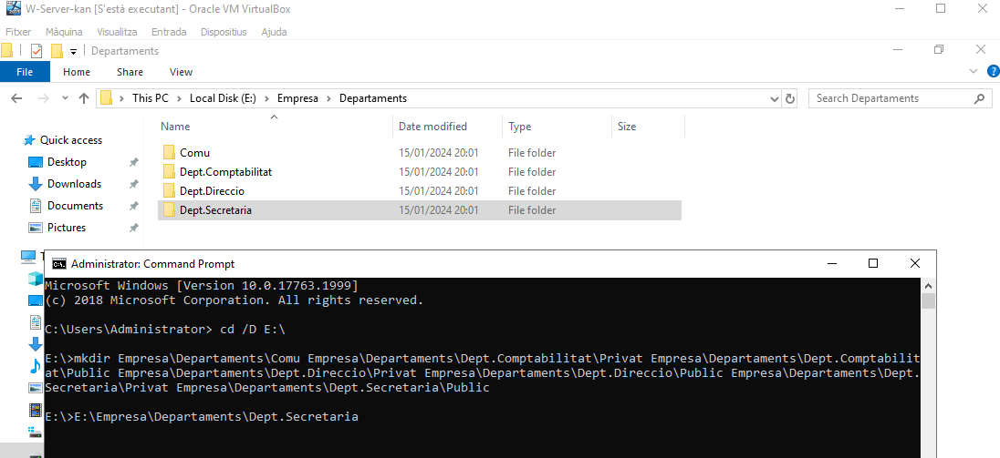 W-Server-kan [S'està executant] - Oracle VM VirtualBox
Fitxer Màquina Visualitza Entrada Dispositius Ajuda
Departaments
File Home Share View
This PC > Local Disk (E:) > Empresa > Departaments
Search Departaments
Name Date modified Type Size
Quick access
Desktop
Downloads
Documents
Pictures
Comu 15/01/2024 20:01 File folder
Dept.Comptabilitat 15/01/2024 20:01 File folder
Dept.Direccio 15/01/2024 20:01 File folder
Dept.Secretaria 15/01/2024 20:01 File folder
Administrator: Command Prompt
Microsoft Windows [Version 10.0.17763.1999]
(c) 2018 Microsoft Corporation. All rights reserved.
C:\Users\Administrator> cd /D E:\
E:\>mkdir Empresa\Departaments\Comu Empresa\Departaments\Dept.Comptabilitat\Privat Empresa\Departaments\Dept.Comptabilit
at\Public Empresa\Departaments\Dept.Direccio\Privat Empresa\Departaments\Dept.Direccio\Public Empresa\Departaments\Dept.
Secretaria\Privat Empresa\Departaments\Dept.Secretaria\Public
E:\>E:\Empresa\Departaments\Dept.Secretaria